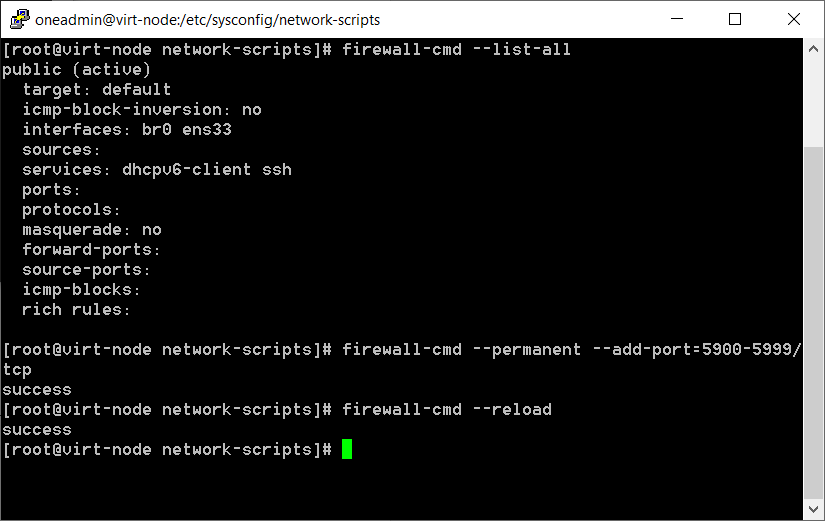 oneadmin@virt-node:/etc/sysconfig/network-scripts
[root@virt-node network-scripts]# firewall-cmd --list-all
public (active)
  target: default
  icmp-block-inversion: no
  interfaces: br0 ens33
  sources:
  services: dhcpv6-client ssh
  ports:
  protocols:
  masquerade: no
  forward-ports:
  source-ports:
  icmp-blocks:
  rich rules:
[root@virt-node network-scripts]# firewall-cmd --permanent --add-port=5900-5999/
tcp
success
[root@virt-node network-scripts]# firewall-cmd --reload
success
[root@virt-node network-scripts]#